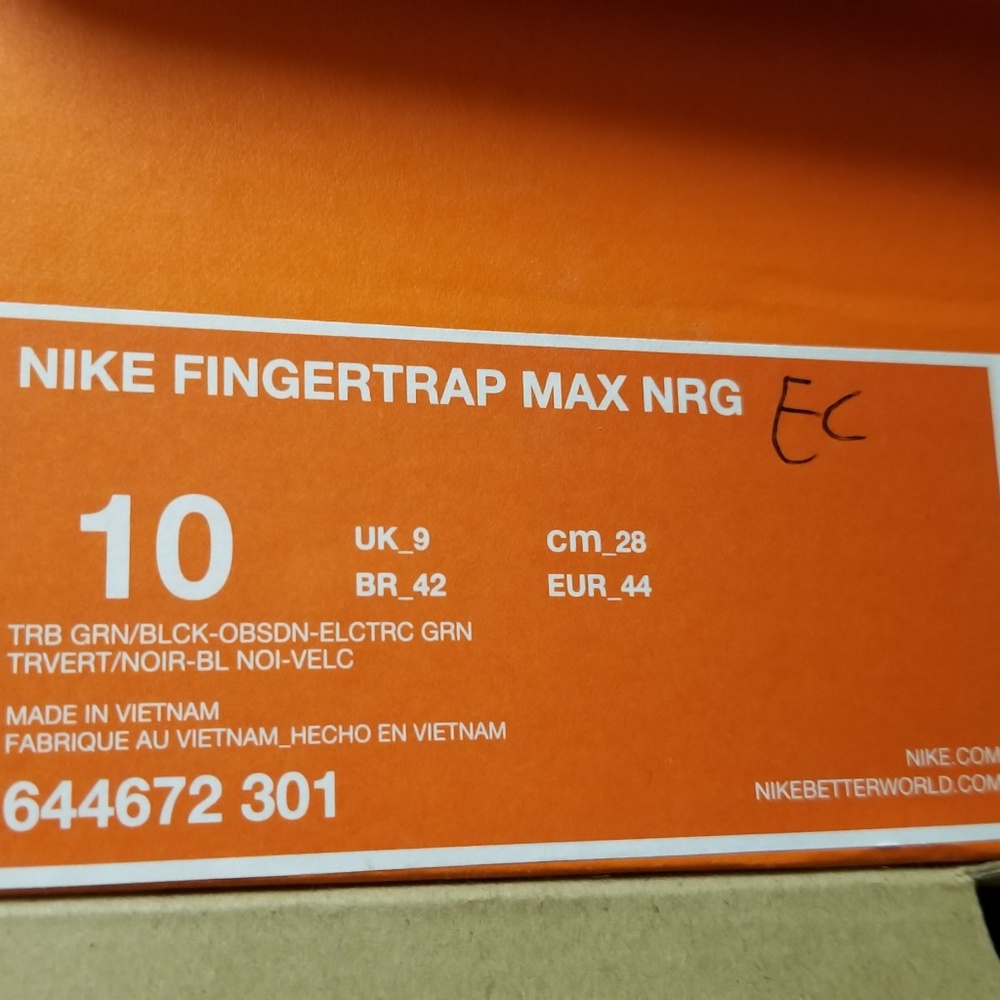 NIKE FINGERTRAP MAX NRG EC
10
UK_9 cm_28
BR_42 EUR_44
TRB GRN/BLCK-OBSDN-ELCTRC GRN
TRVERT/NOIR-BL NOI-VELC
MADE IN VIETNAM
FABRIQUE AU VIETNAM_HECHO EN VIETNAM
NIKE.COM
644672 301
NIKEBETTERWORLD.COM